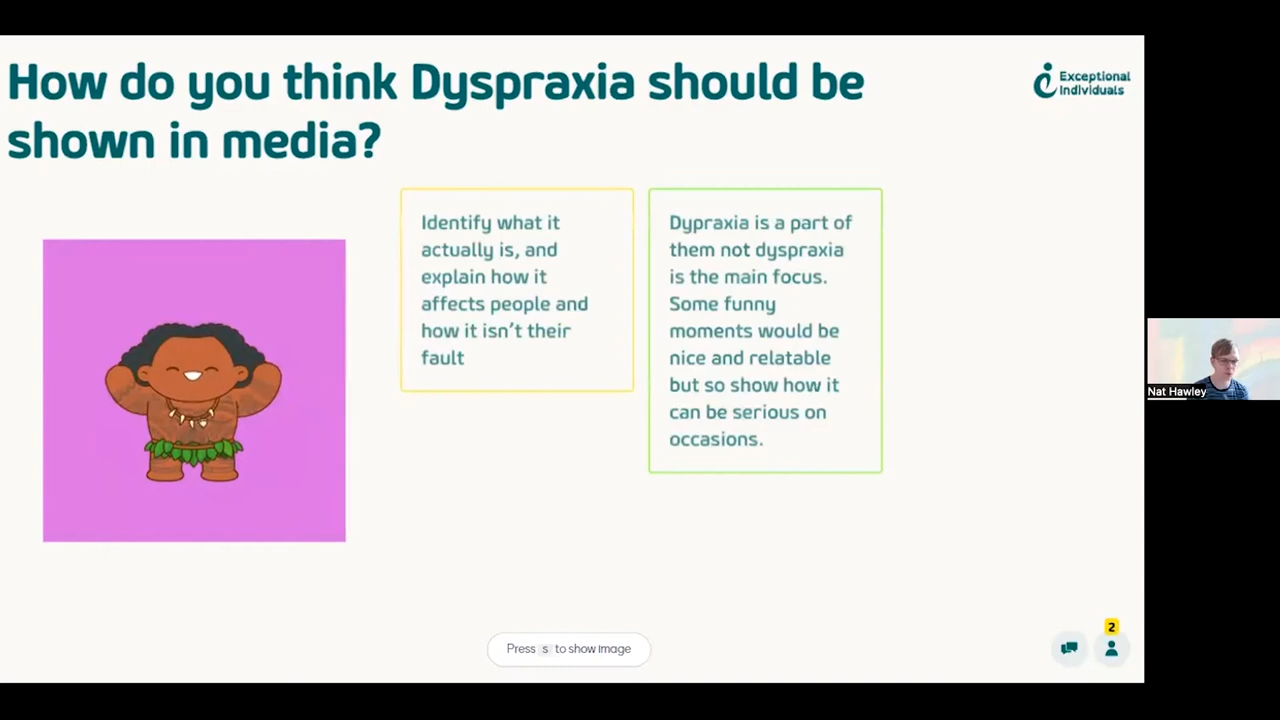 How do you think Dyspraxia should be
shown in media?
Exceptional
Individuals
Identify what it
actually is, and
explain how it
affects people and
how it isn't their
fault
Dypraxia is a part of
them not dyspraxia
is the main focus.
Some funny
moments would be
nice and relatable
but so show how it
can be serious on
occasions.
Nat Hawley
Press s to show image
2